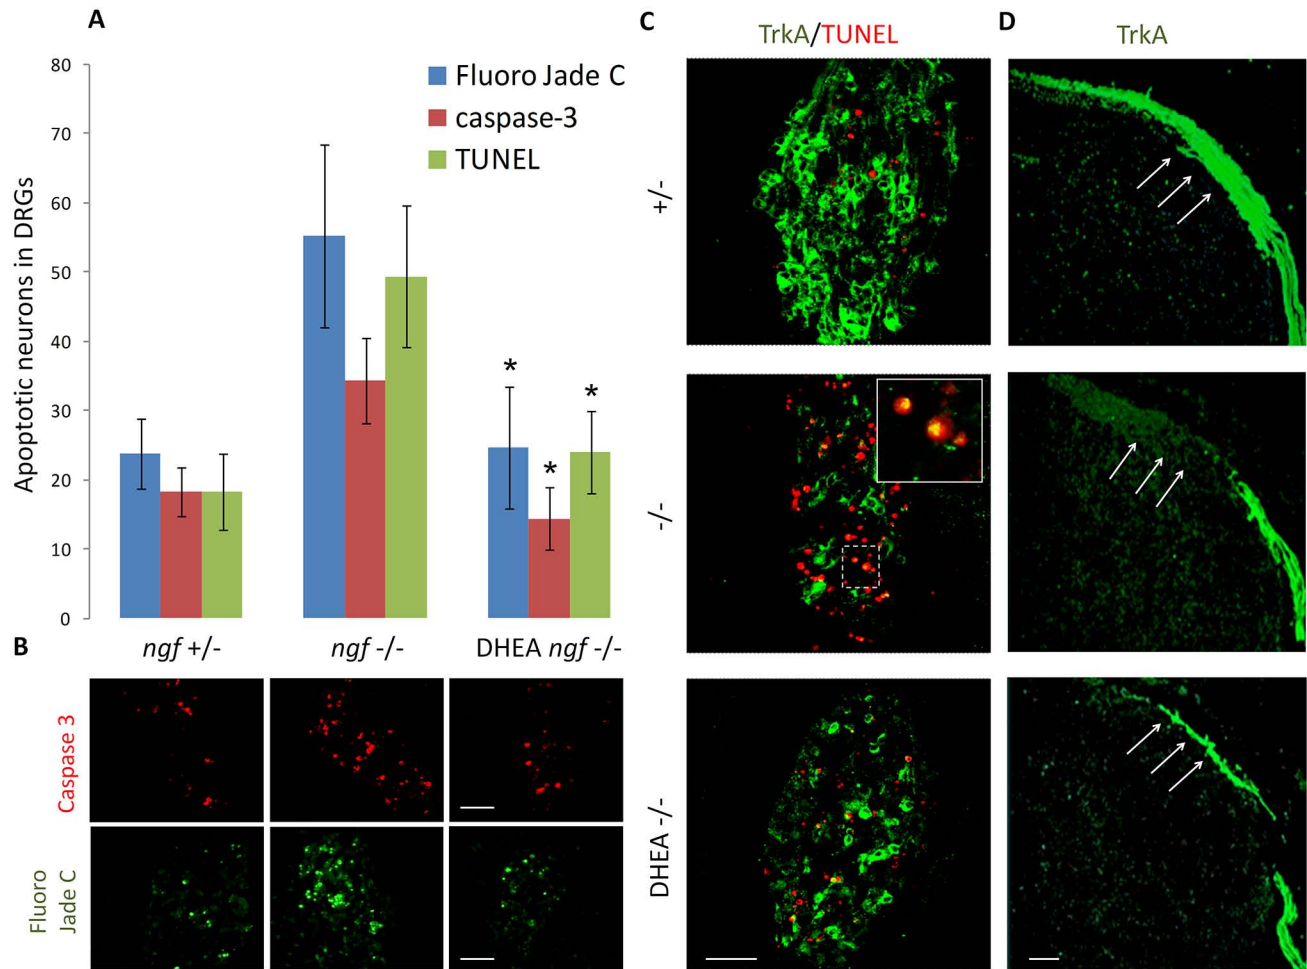 A
80
70
60
50
40
30
20
10
0
Apoptotic neurons in DRGs
Fluoro Jade C
caspase-3
TUNEL
*
*
*
ngf +/-
ngf -/-
DHEA ngf -/-
B
Caspase 3
Fluoro
Jade C
C
TrkA/TUNEL
+/-
-/-
DHEA -/-
D
TrkA